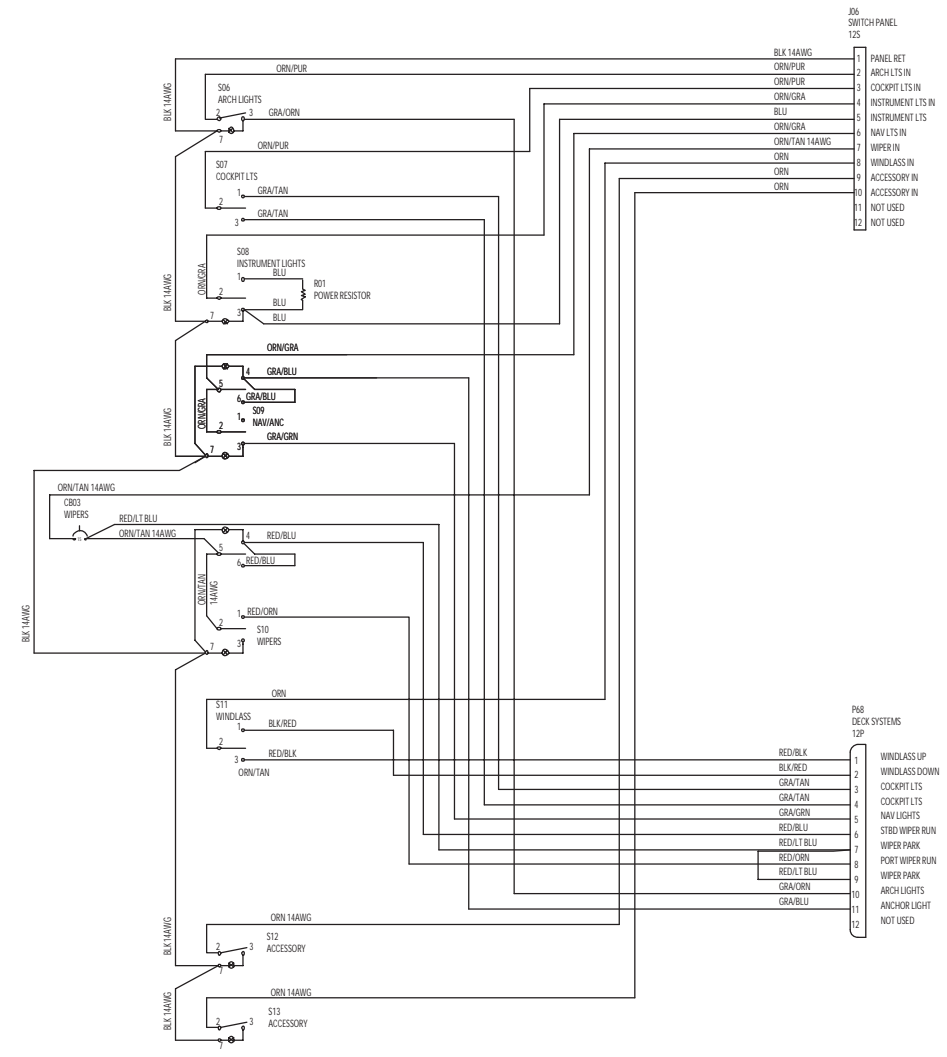 J06
SWITCH PANEL
12S
BLK 14AWG
1 PANEL RET
ORN/PUR
ORN/PUR
2 ARCH LTS IN
ORN/PUR
3 COCKPIT LTS IN
ORN/GRA
4 INSTRUMENT LTS IN
BLU
5 INSTRUMENT LTS
ORN/GRA
6 NAV LTS IN
ORN/TAN 14AWG
7 WIPER IN
ORN
8 WINDLASS IN
ORN
9 ACCESSORY IN
ORN
10 ACCESSORY IN
11 NOT USED
12 NOT USED
BLK 14AWG
S06
ARCH LIGHTS
2 3 GRA/ORN
7
ORN/PUR
S07
COCKPIT LTS
1 GRA/TAN
2
3 GRA/TAN
BLK 14AWG
ORN/GRA
S08
INSTRUMENT LIGHTS
1 BLU
2
R01
POWER RESISTOR
BLU
3
7
BLU
ORN/GRA
4 GRA/BLU
5
6 GRA/BLU
BLK 14AWG
ORN/GRA
1
S09
NAV/ANC
2
GRA/GRN
7 3
ORN/TAN 14AWG
CB03
WIPERS
RED/LT BLU
ORN/TAN 14AWG
4 RED/BLU
5
6 RED/BLU
ORN/TAN
14AWG
BLK 14AWG
1 RED/ORN
2
S10
WIPERS
7 3
ORN
S11
WINDLASS
1 BLK/RED
2
3 RED/BLK
ORN/TAN
P68
DECK SYSTEMS
12P
RED/BLK
1 WINDLASS UP
BLK/RED
2 WINDLASS DOWN
GRA/TAN
3 COCKPIT LTS
GRA/TAN
4 COCKPIT LTS
GRA/GRN
5 NAV LIGHTS
RED/BLU
6 STBD WIPER RUN
RED/LT BLU
7 WIPER PARK
RED/ORN
8 PORT WIPER RUN
RED/LT BLU
9 WIPER PARK
GRA/ORN
10 ARCH LIGHTS
GRA/BLU
11 ANCHOR LIGHT
12 NOT USED
BLK 14AWG
ORN 14AWG
S12
ACCESSORY
2 3
7
BLK 14AWG
ORN 14AWG
S13
ACCESSORY
2 3
7